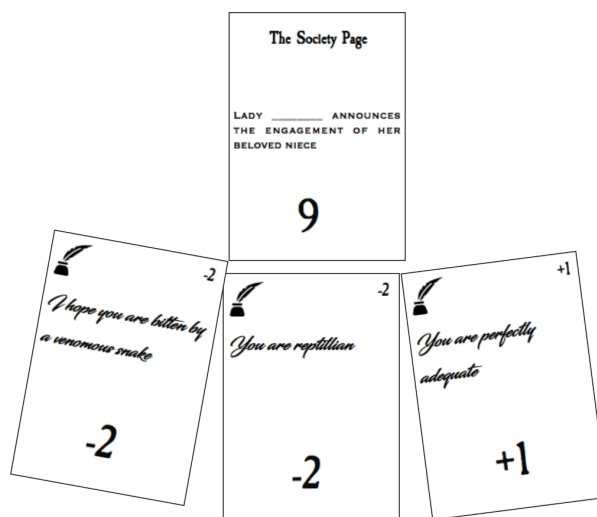 The Society Page
LADY ________ ANNOUNCES
THE ENGAGEMENT OF HER
BELOVED NIECE
9
-2
I hope you are bitten by
a venomous snake
-2
-2
You are reptillian
-2
+1
You are perfectly
adequate
+1